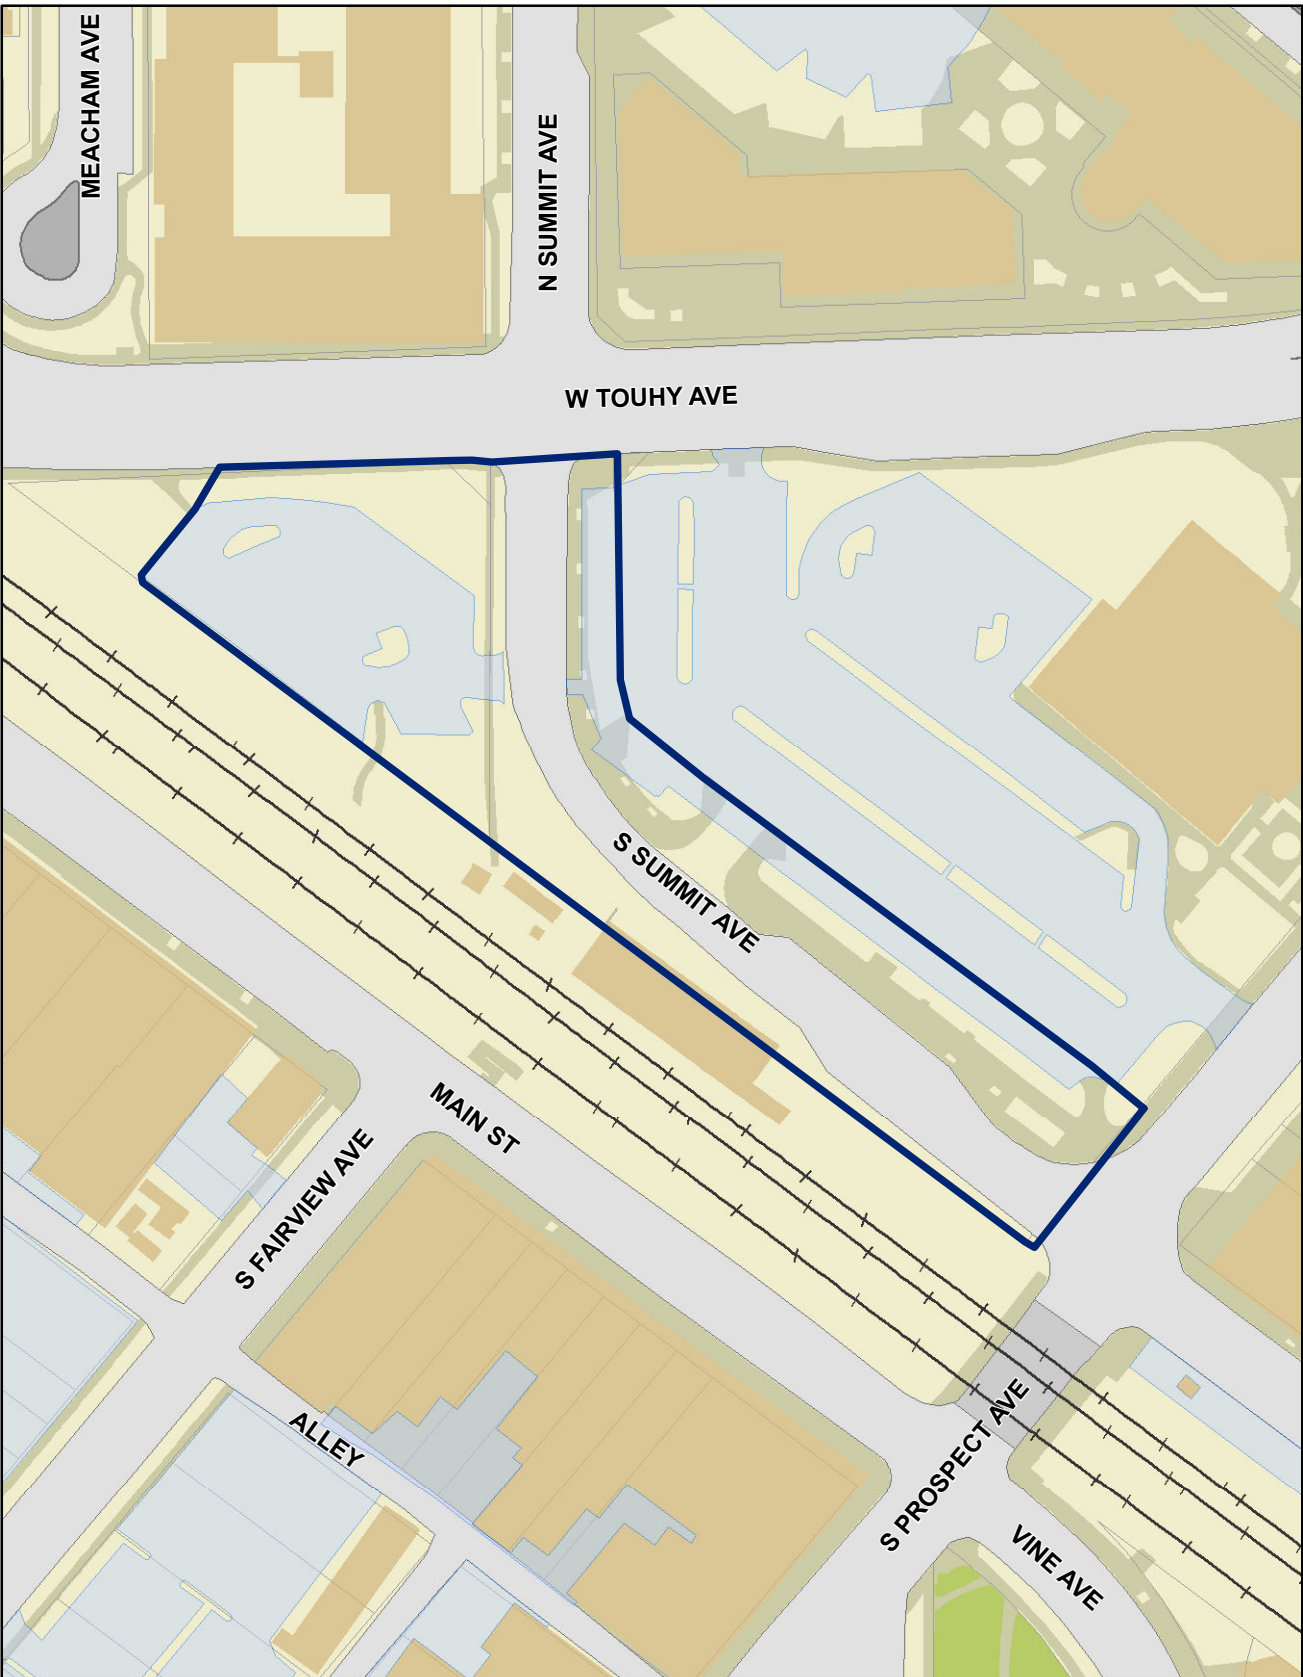 MEACHAM AVE
N SUMMIT AVE
W TOUHY AVE
S SUMMIT AVE
MAIN ST
S FAIRVIEW AVE
ALLEY
S PROSPECT AVE
VINE AVE